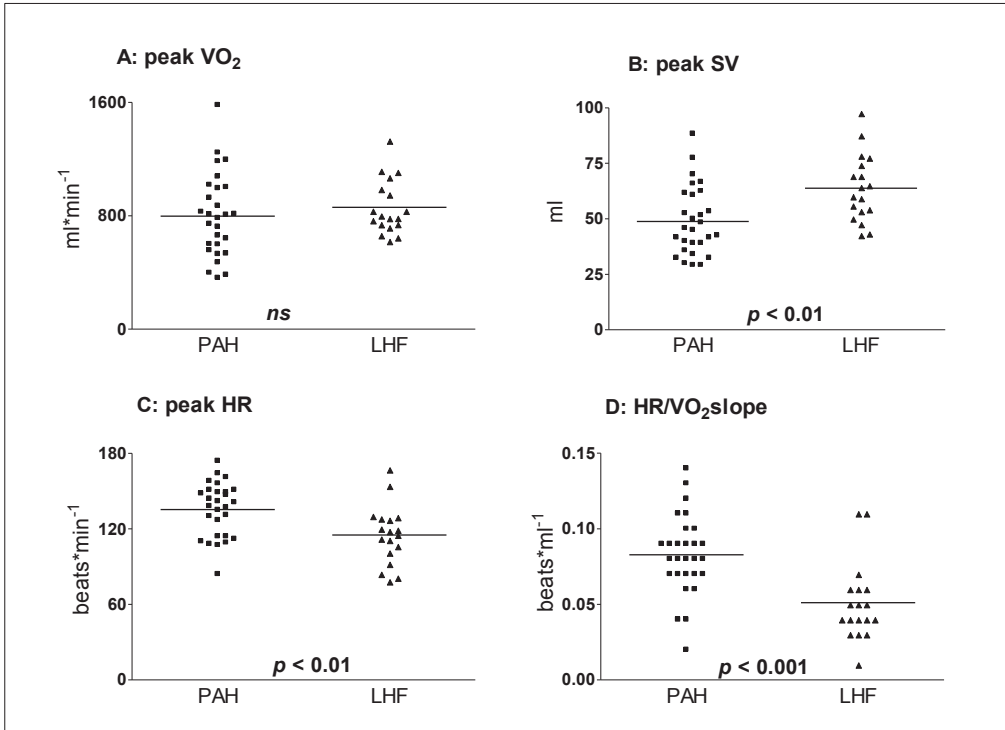 A: peak VO₂
1600
800
0
ml*min⁻¹
ns
PAH LHF
B: peak SV
100
75
50
25
0
ml
p < 0.01
PAH LHF
C: peak HR
180
120
60
0
beats*min⁻¹
p < 0.01
PAH LHF
D: HR/VO₂slope
0.15
0.10
0.05
0.00
beats*ml⁻¹
p < 0.001
PAH LHF